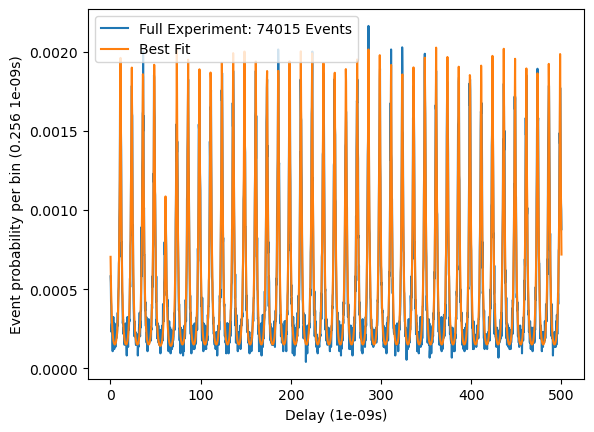 Full Experiment: 74015 Events
Best Fit
Event probability per bin (0.256 1e-09s)
0.0020
0.0015
0.0010
0.0005
0.0000
0 100 200 300 400 500
Delay (1e-09s)